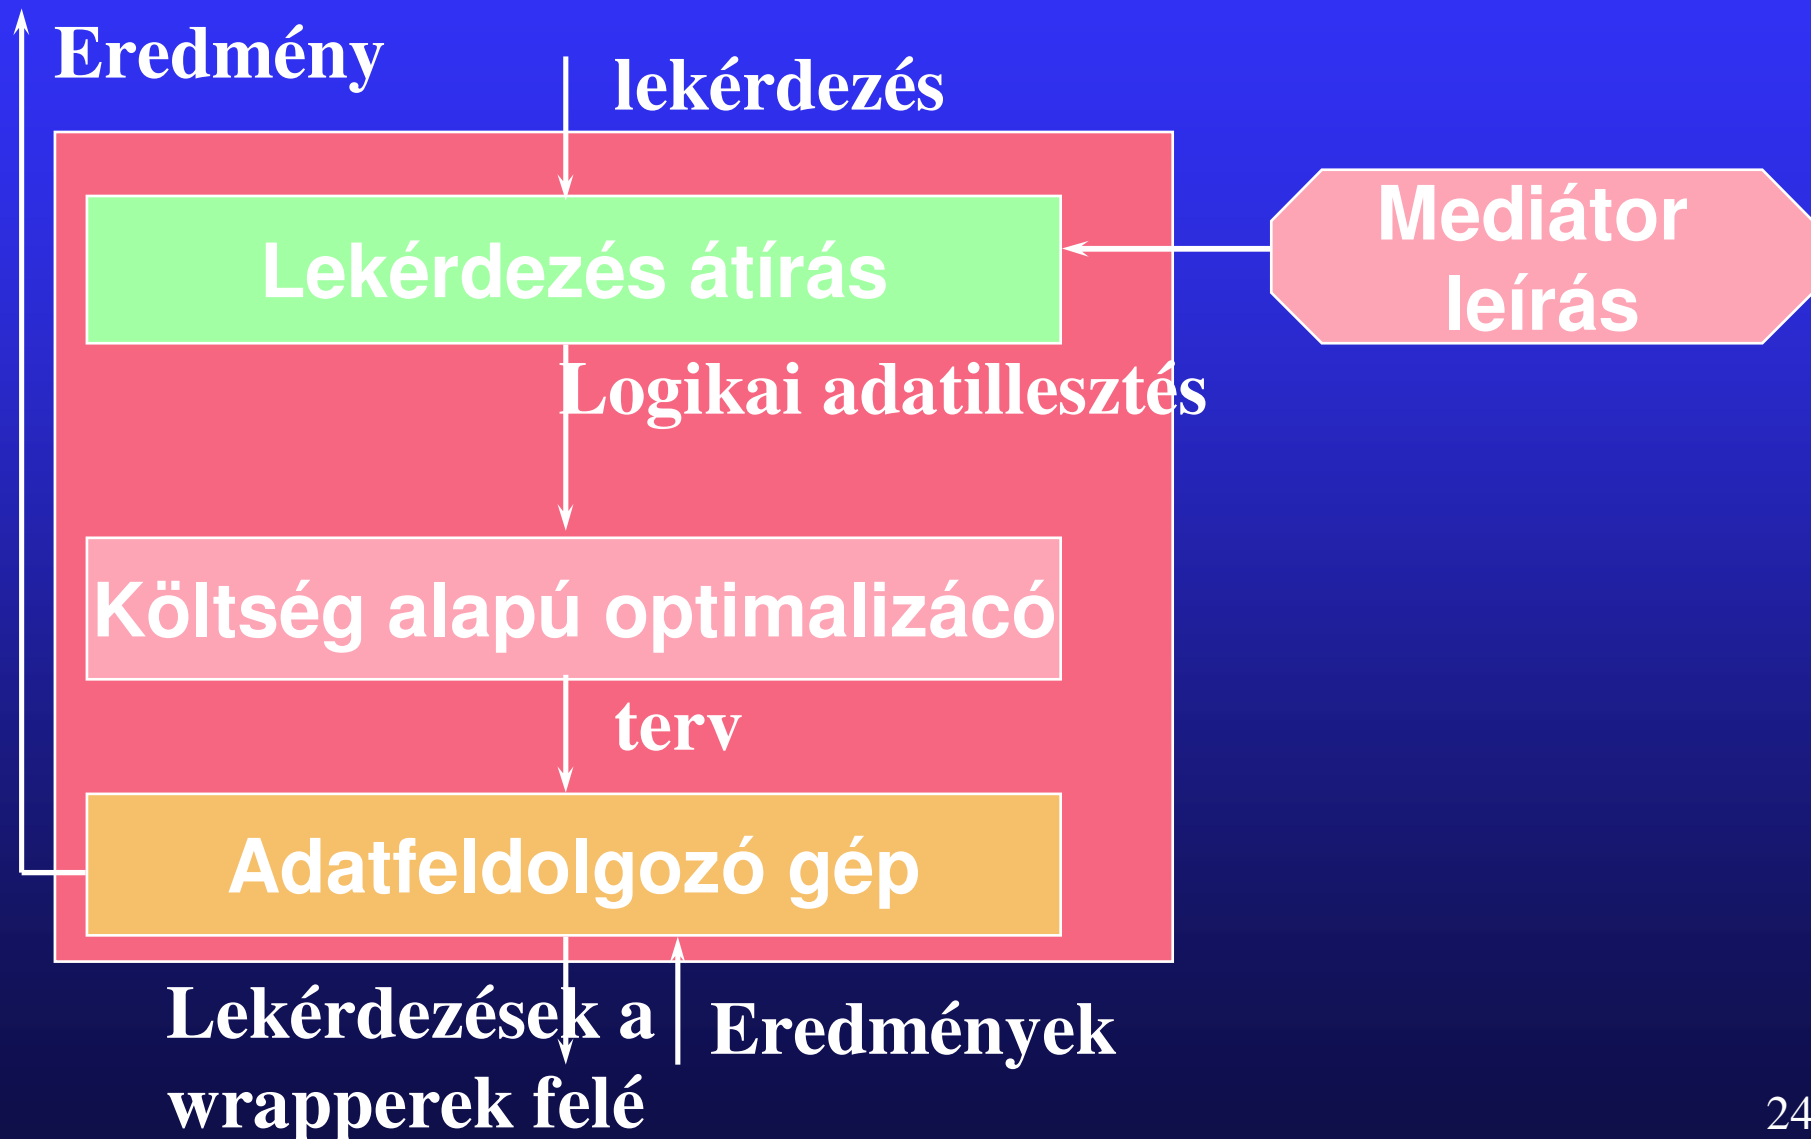 Eredmény
lekérdezés
Lekérdezés átírás
Mediátor
leírás
Logikai adatillesztés
Költség alapú optimalizácó
terv
Adatfeldolgozó gép
Lekérdezések a
wrapperek felé
Eredmények
24